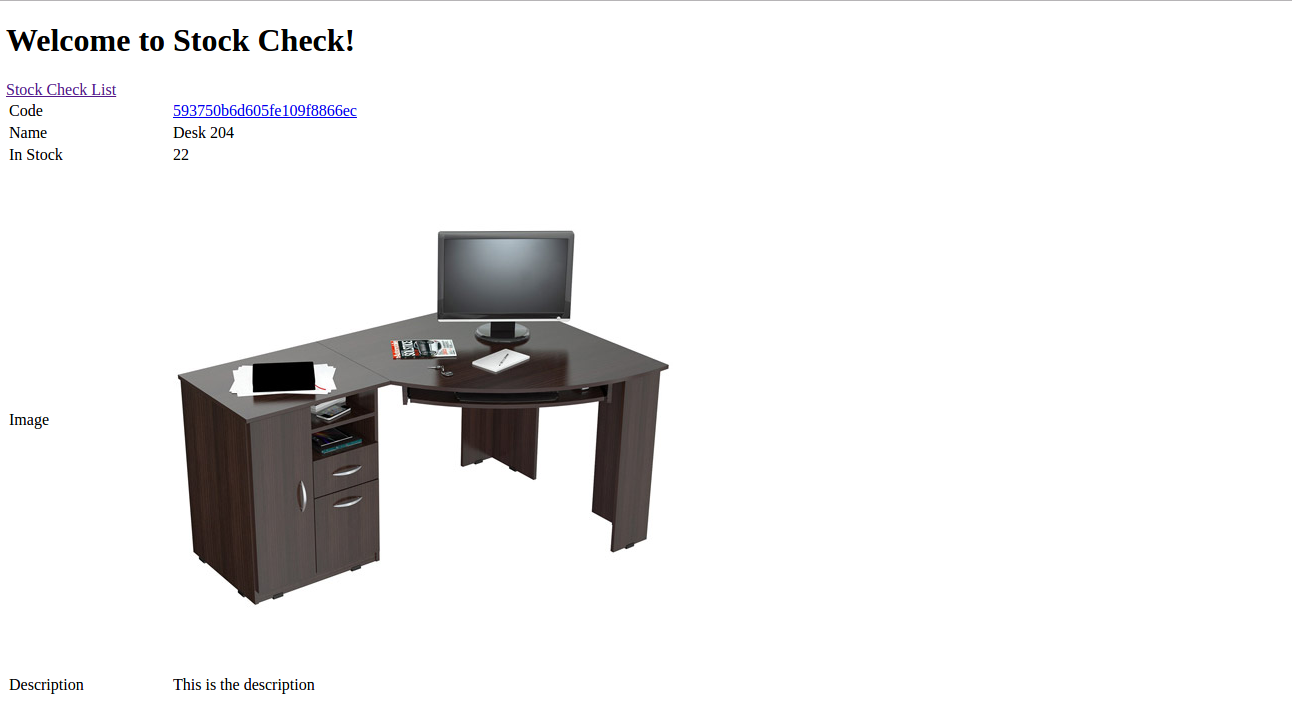 Welcome to Stock Check!
Stock Check List
Code 593750b6d605fe109f8866ec
Name Desk 204
In Stock 22
Image
Description This is the description